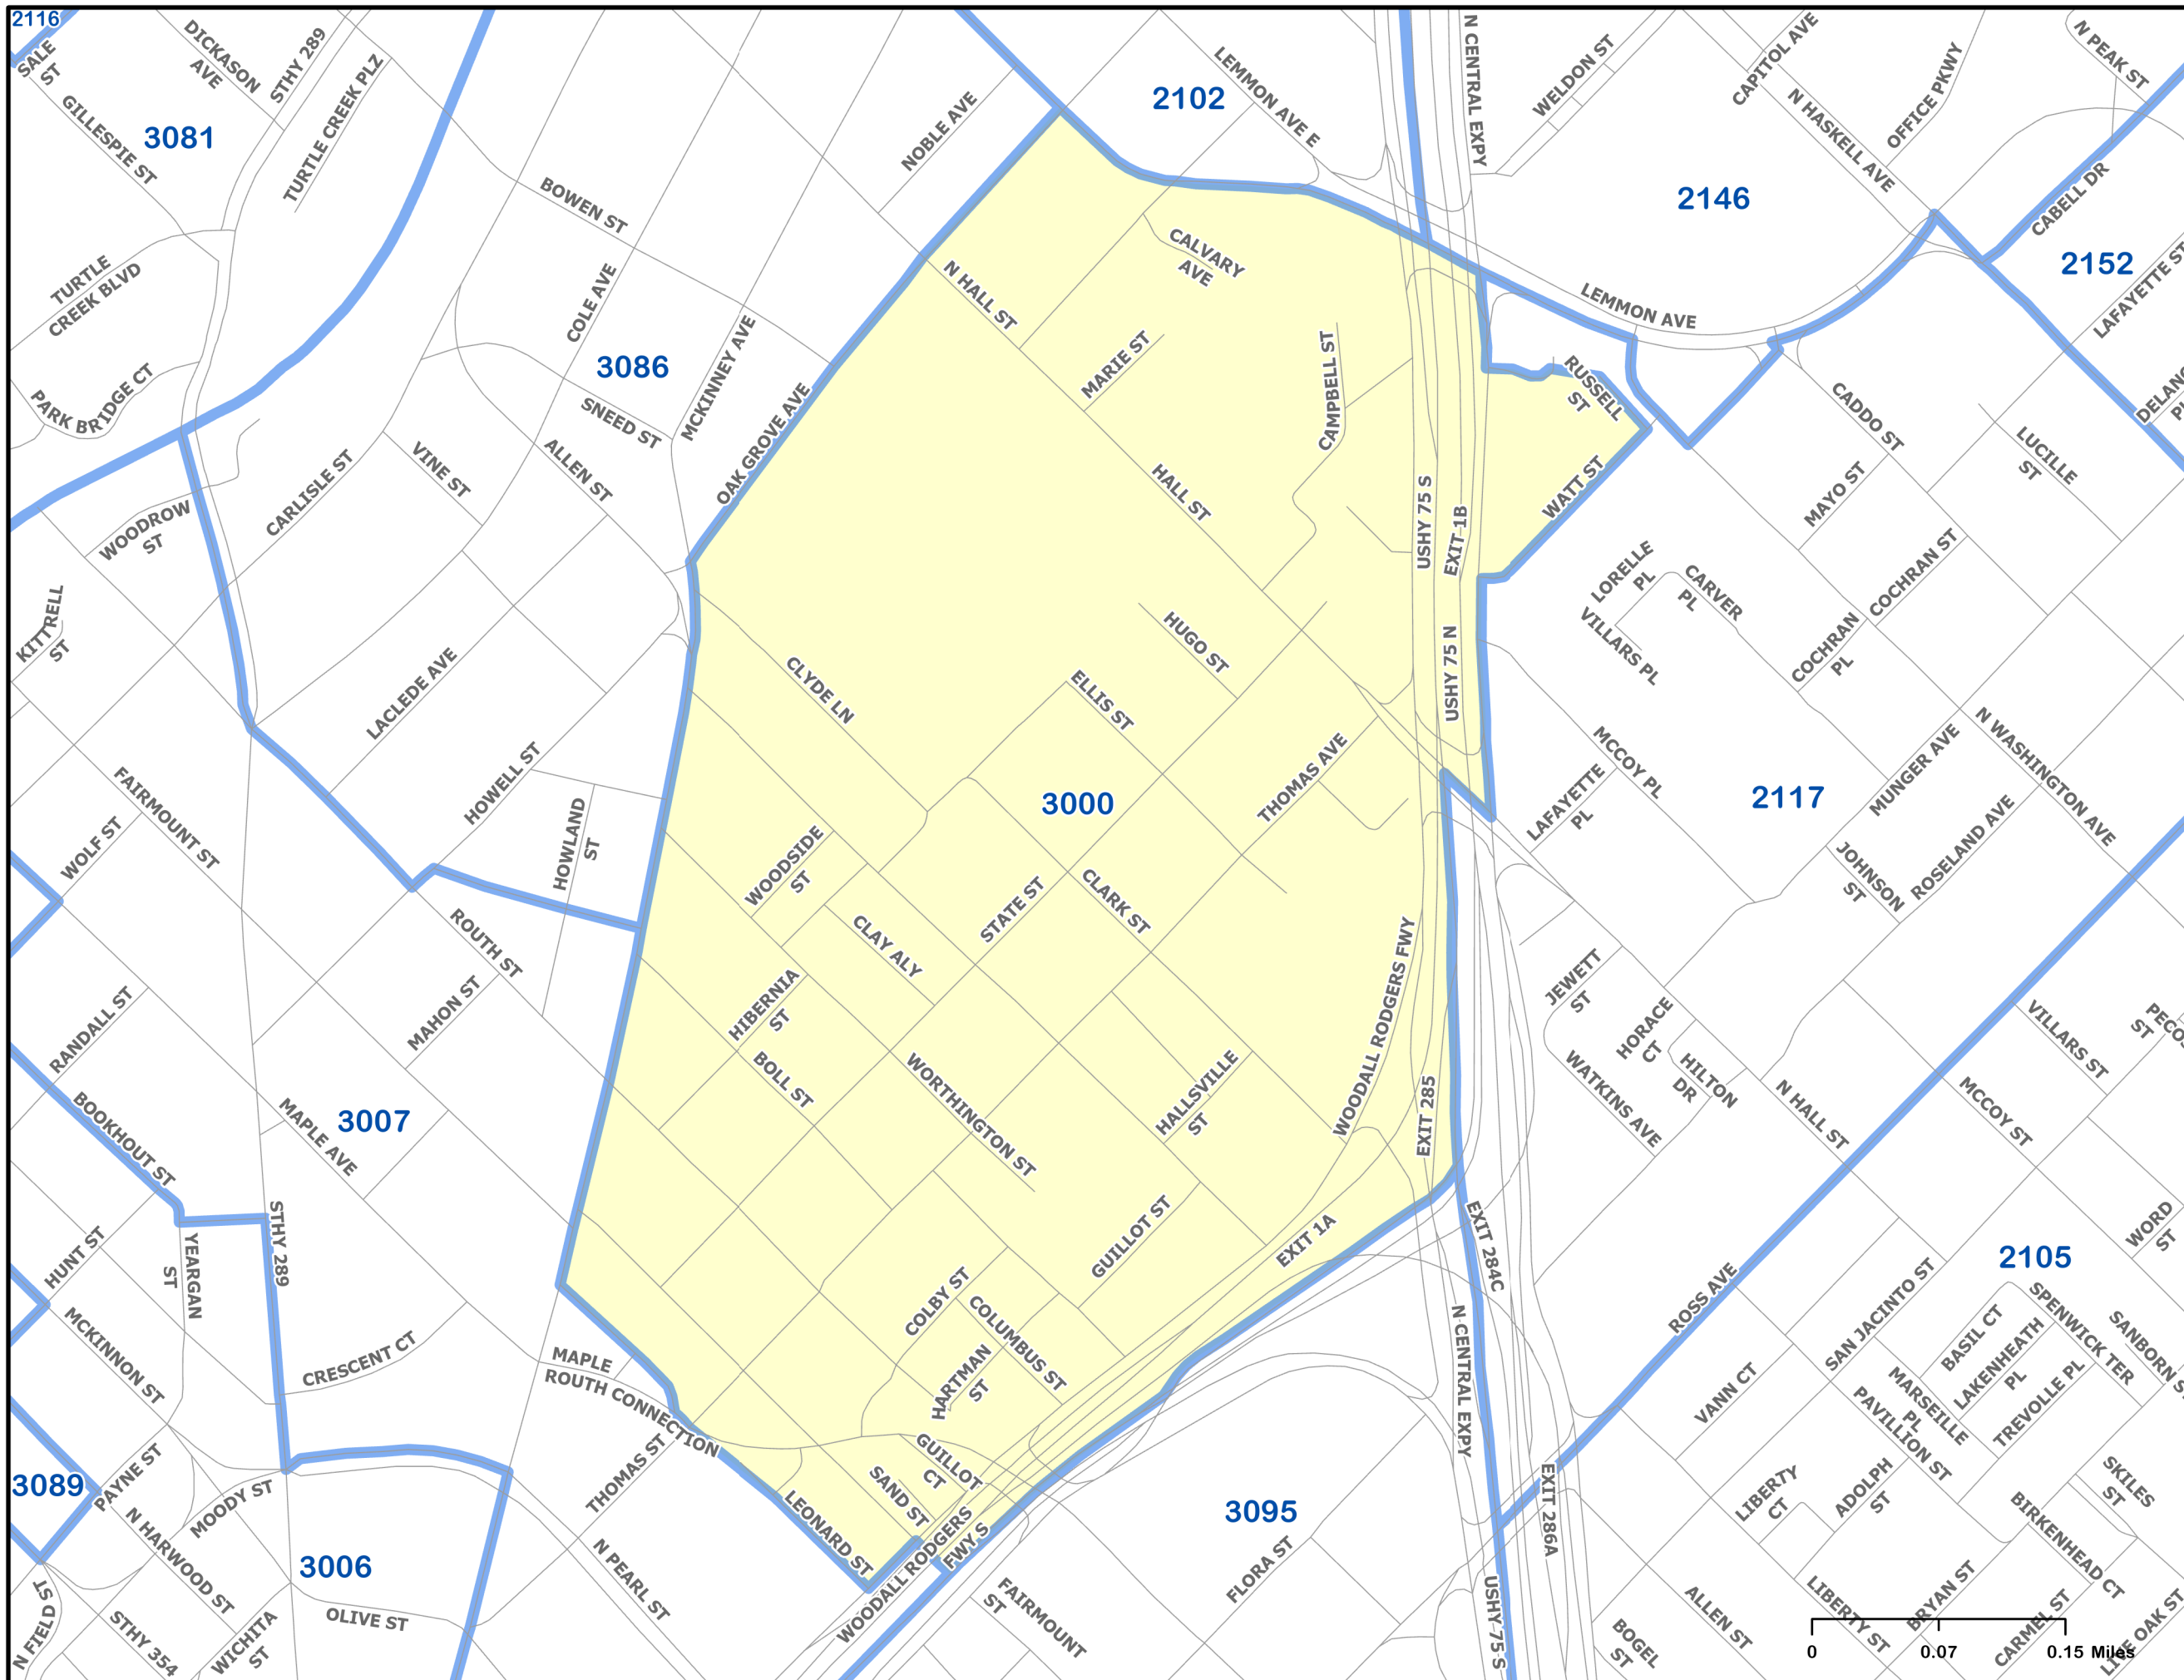 2116
SALE
ST
DICKASON
AVE
STHY 289
TURTLE CREEK PLZ
3081
GILLESPIE ST
TURTLE
CREEK BLVD
PARK BRIDGE CT
BOWEN ST
COLE AVE
3086
MCKINNEY AVE
SNEED ST
NOBLE AVE
2102
LEMMON AVE E
N CENTRAL EXPY
WELDON ST
CAPITOL AVE
N HASKELL AVE
OFFICE PKWY
N PEAK ST
2146
CABELL DR
2152
LAFAYETTE ST
CALVARY
AVE
N HALL ST
MARIE ST
CAMPBELL ST
LEMMON AVE
RUSSELL
ST
CADDO ST
LUCILLE
ST
MAYO ST
WOODROW
ST
CARLISLE ST
VINE ST
ALLEN ST
OAK GROVE AVE
HALL ST
USHY 75 S
EXIT 1B
WATT ST
KITTRELL
ST
LACLEDE AVE
CLYDE LN
HUGO ST
ELLIS ST
USHY 75 N
LORELLE
PL
CARVER
PL
VILLARS PL
COCHRAN ST
COCHRAN
PL
FAIRMOUNT ST
WOLF ST
HOWELL ST
HOWLAND
ST
3000
THOMAS AVE
MCCOY PL
LAFAYETTE
PL
2117
MUNGER AVE
N WASHINGTON AVE
ROSELAND AVE
JOHNSON
ST
ROUTH ST
MAHON ST
RANDALL ST
WOODSIDE
ST
CLAY ALY
STATE ST
CLARK ST
HIBERNIA
ST
BOLL ST
WORTHINGTON ST
HALLSVILLE
ST
WOODALL RODGERS FWY
EXIT 285
JEWETT
ST
HORACE
CT
HILTON
DR
WATKINS AVE
N HALL ST
VILLARS ST
MCCOY ST
WORD
ST
BOOKHOUT ST
MAPLE AVE
3007
HUNT ST
YEARGAN
ST
STHY 289
MCKINNON ST
CRESCENT CT
GUILLOT ST
COLBY ST
COLUMBUS ST
HARTMAN
ST
EXIT 1A
EXIT 284C
N CENTRAL EXPY
2105
ROSS AVE
SAN JACINTO ST
BASIL CT
SPENWICK TER
SANBORN ST
LAKENHEATH
PL
TREVOLLE PL
MARSEILLE
PL
PAVILLION ST
VANN CT
MAPLE
ROUTH CONNECTION
THOMAS ST
GUILLOT
CT
SAND ST
LEONARD ST
WOODALL RODGERS
FWY S
3089
PAYNE ST
MOODY ST
N HARWOOD ST
3006
OLIVE ST
N PEARL ST
N FIELD ST
STHY 354
WICHITA
ST
3095
FLORA ST
FAIRMOUNT
ST
EXIT 286A
USHY 75 S
LIBERTY
CT
ADOLPH
ST
SKILES
ST
BIRKENHEAD CT
BRYAN ST
LIBERTY ST
CARMEL ST
LIVE OAK ST
ALLEN ST
BOGEL
ST
0 0.07 0.15 Miles